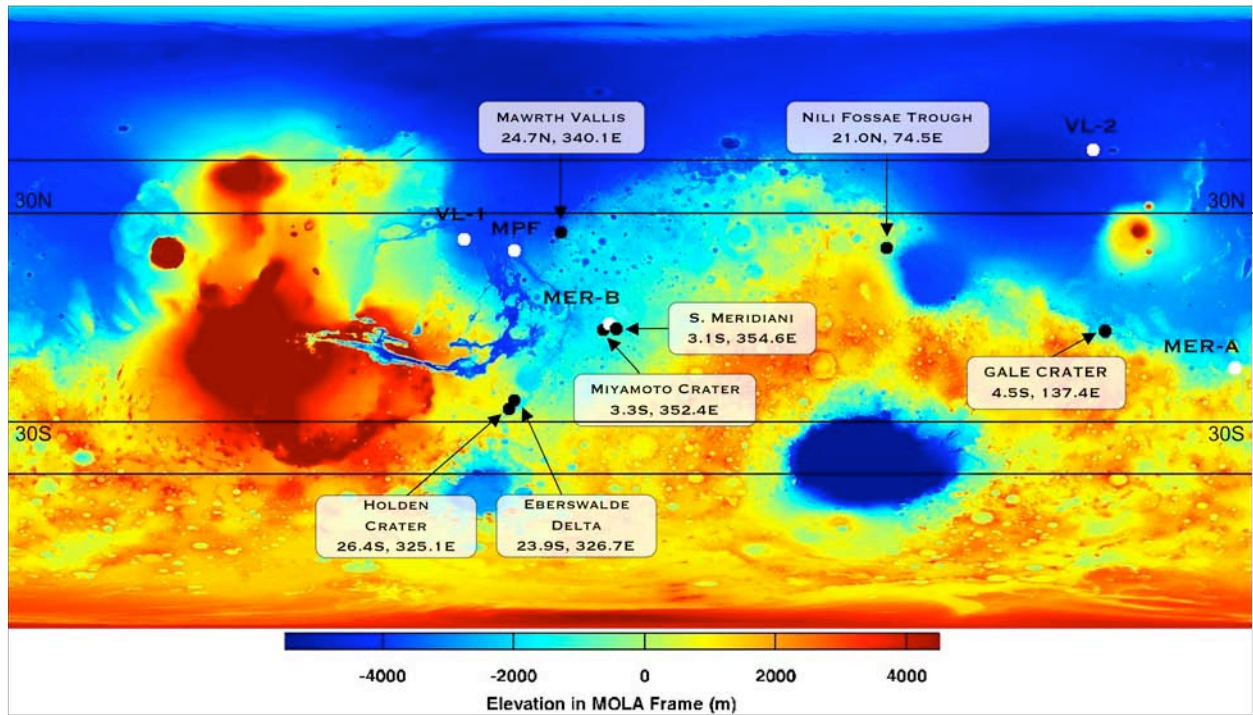 MAWRTH VALLIS
24.7N, 340.1E
NILI FOSSAE TROUGH
21.0N, 74.5E
VL-2
30N
30N
VL-1
MPF
MER-B
S. MERIDIANI
3.1S, 354.6E
MER-A
GALE CRATER
4.5S, 137.4E
MIYAMOTO CRATER
3.3S, 352.4E
30S
30S
HOLDEN
CRATER
26.4S, 325.1E
EBERSWALDE
DELTA
23.9S, 326.7E
-4000 -2000 0 2000 4000
Elevation in MOLA Frame (m)